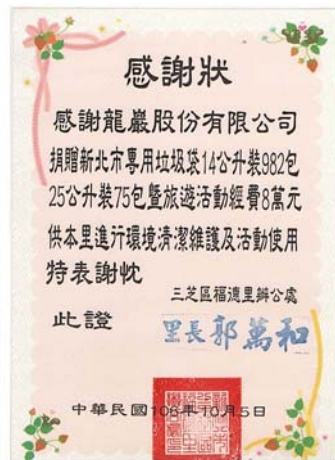 感謝狀
感謝龍巖股份有限公司
捐贈新北市專用垃圾袋14公升裝982包
25公升裝75包暨旅遊活動經費8萬元
供本里進行環境清潔維護及活動使用
特表謝忱
三芝區福德里辦公處
此證
里長郭萬和
中華民國106年10月5日